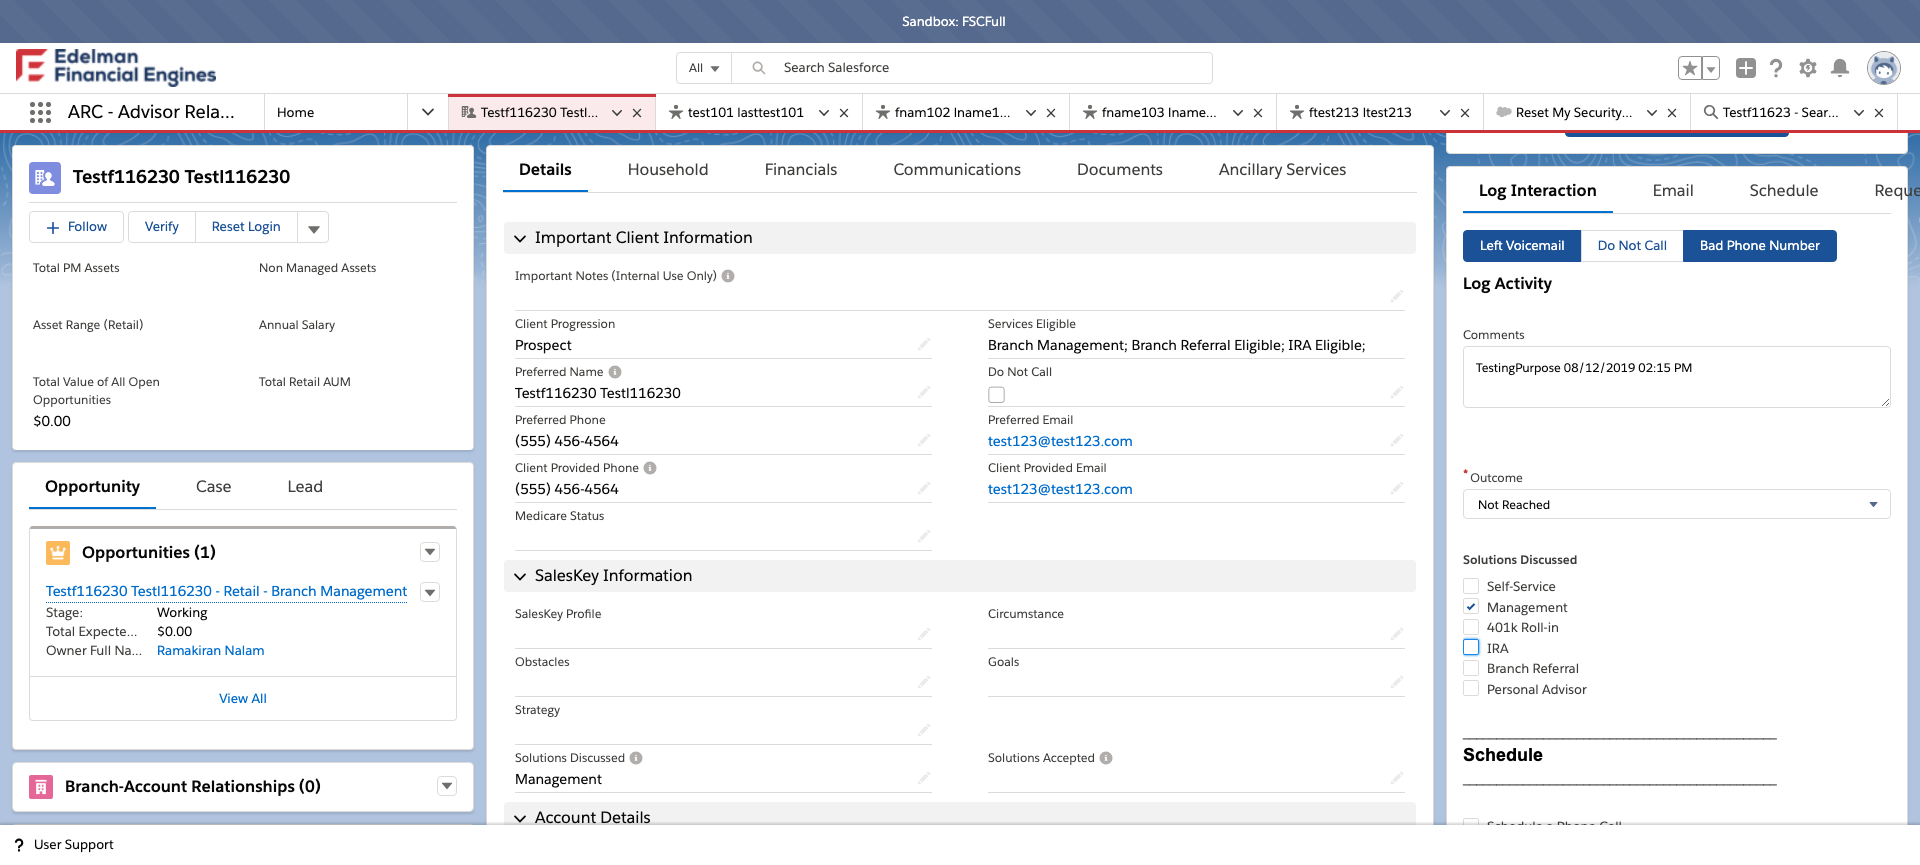 Sandbox: FSCFull
Edelman
Financial Engines
All
Search Salesforce
ARC - Advisor Rela...
Home
Testf116230 Testl...
test101 lasttest101
fnam102 lname1...
fname103 lname...
ftest213 ltest213
Reset My Security...
Testf11623 - Sear...
Testf116230 Testl116230
Follow
Verify
Reset Login
Total PM Assets
Non Managed Assets
Asset Range (Retail)
Annual Salary
Total Value of All Open
Opportunities
Total Retail AUM
$0.00
Opportunity
Case
Lead
Opportunities (1)
Testf116230 Testl116230 - Retail - Branch Management
Stage: Working
Total Expecte... $0.00
Owner Full Na... Ramakiran Nalam
View All
Branch-Account Relationships (0)
Details
Household
Financials
Communications
Documents
Ancillary Services
Important Client Information
Important Notes (Internal Use Only)
Client Progression
Prospect
Services Eligible
Branch Management; Branch Referral Eligible; IRA Eligible;
Preferred Name
Testf116230 Testl116230
Do Not Call
Preferred Phone
(555) 456-4564
Preferred Email
test123@test123.com
Client Provided Phone
(555) 456-4564
Client Provided Email
test123@test123.com
Medicare Status
SalesKey Information
SalesKey Profile
Circumstance
Obstacles
Goals
Strategy
Solutions Discussed
Management
Solutions Accepted
Account Details
Log Interaction
Email
Schedule
Reque
Left Voicemail
Do Not Call
Bad Phone Number
Log Activity
Comments
TestingPurpose 08/12/2019 02:15 PM
* Outcome
Not Reached
Solutions Discussed
Self-Service
Management
401k Roll-in
IRA
Branch Referral
Personal Advisor
Schedule
Schedule a Phone Call
? User Support